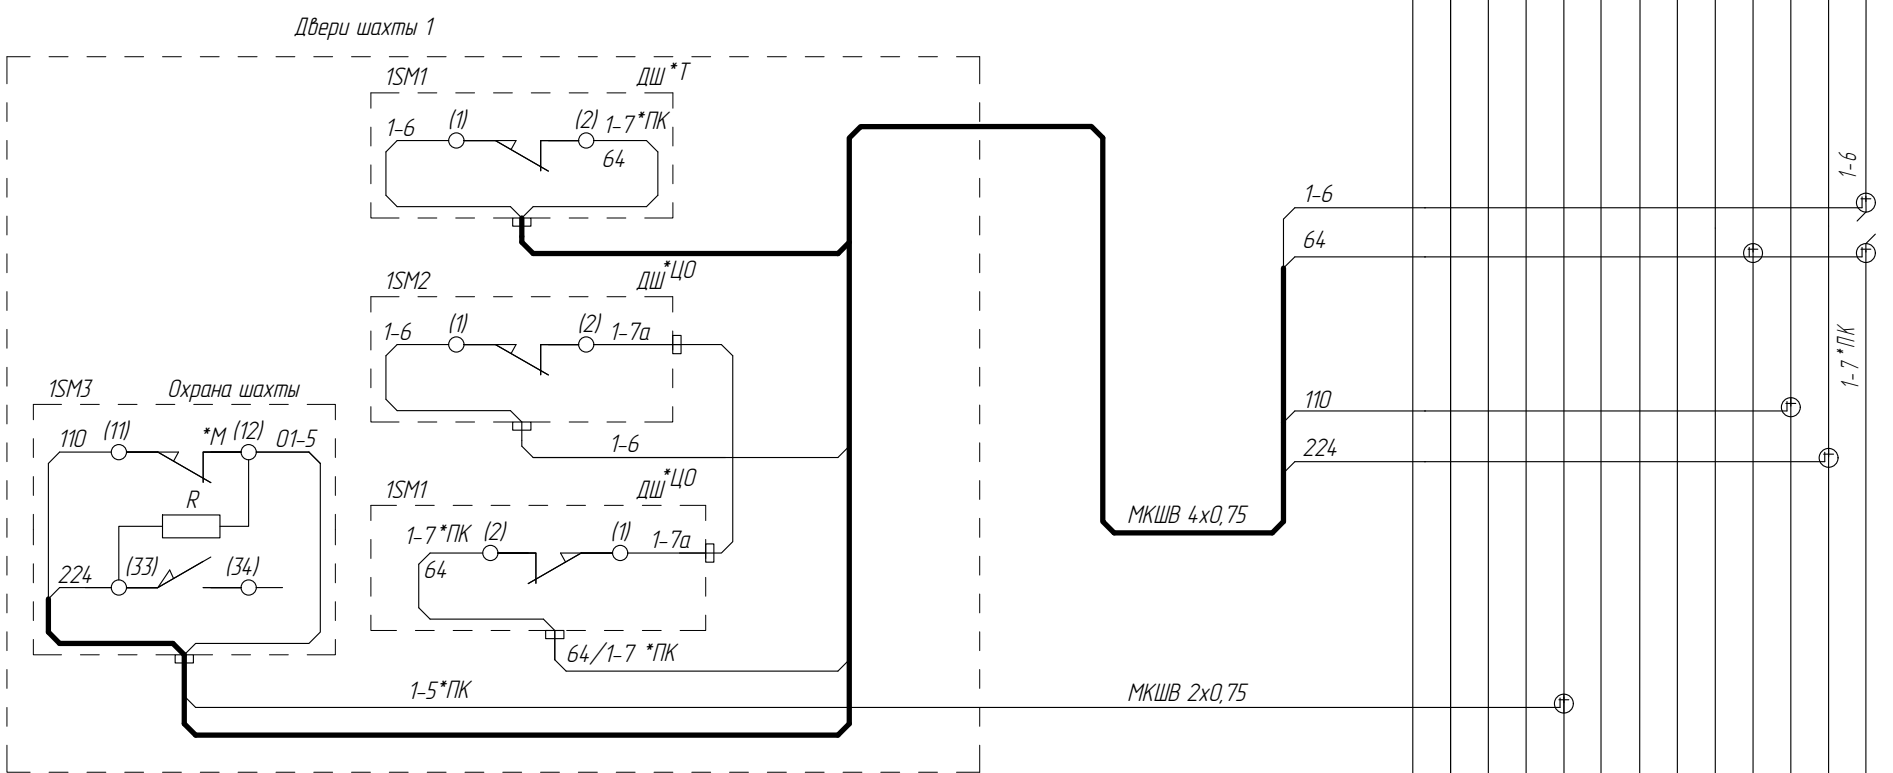 Двери шахты 1
1SM1 ДШ*Т
1-6 (1) (2) 1-7*ПК
64
1SM2 ДШ*ЦО
1-6 (1) (2) 1-7а
1-6
1SM3 Охрана шахты
110 (11) *М (12) 01-5
R
224 (33) (34)
1SM1 ДШ*ЦО
1-7*ПК (2) (1) 1-7а
64
64/1-7 *ПК
1-5*ПК
МКШВ 4х0,75
МКШВ 2х0,75
1-6
64
110
224
1-6
1-7*ПК